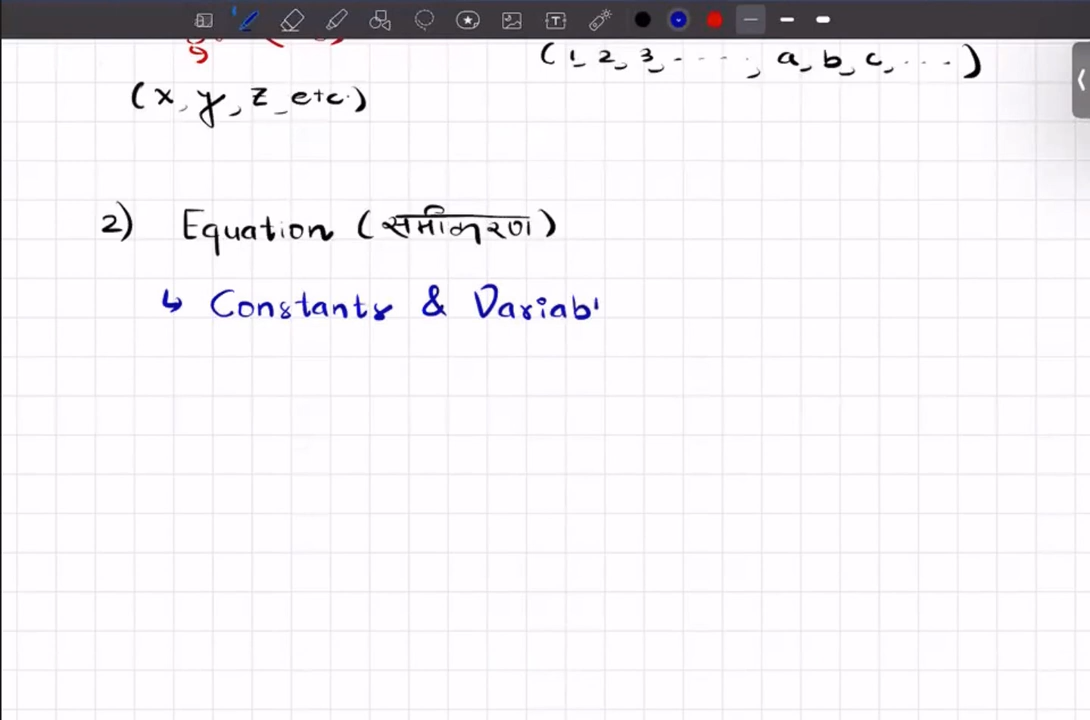 (1, 2, 3, ...., a, b, c, ...)
(x, y, z etc.)
2) Equation (समीकरण)
↳ Constants & Variab